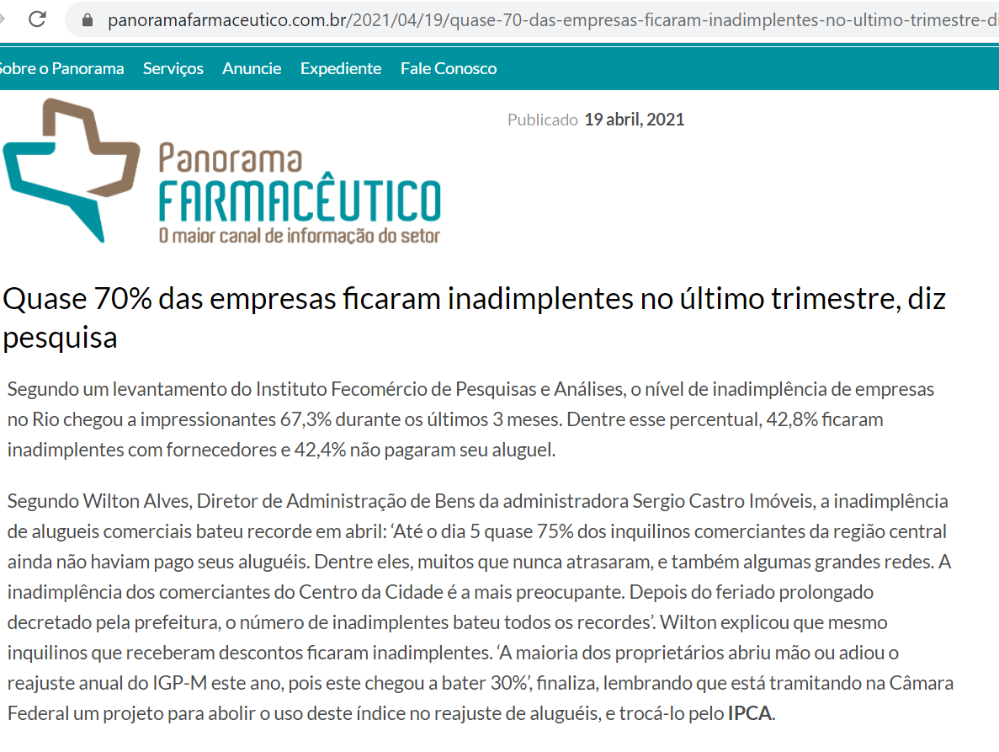 panoramafarmaceutico.com.br/2021/04/19/quase-70-das-empresas-ficaram-inadimplentes-no-ultimo-trimestre-di
Sobre o Panorama Serviços Anuncie Expediente Fale Conosco
Publicado 19 abril, 2021
Panorama
FARMACÊUTICO
O maior canal de informação do setor
Quase 70% das empresas ficaram inadimplentes no último trimestre, diz
pesquisa
Segundo um levantamento do Instituto Fecomércio de Pesquisas e Análises, o nível de inadimplência de empresas
no Rio chegou a impressionantes 67,3% durante os últimos 3 meses. Dentre esse percentual, 42,8% ficaram
inadimplentes com fornecedores e 42,4% não pagaram seu aluguel.
Segundo Wilton Alves, Diretor de Administração de Bens da administradora Sergio Castro Imóveis, a inadimplência
de alugueis comerciais bateu recorde em abril: ‘Até o dia 5 quase 75% dos inquilinos comerciantes da região central
ainda não haviam pago seus aluguéis. Dentre eles, muitos que nunca atrasaram, e também algumas grandes redes. A
inadimplência dos comerciantes do Centro da Cidade é a mais preocupante. Depois do feriado prolongado
decretado pela prefeitura, o número de inadimplentes bateu todos os recordes’. Wilton explicou que mesmo
inquilinos que receberam descontos ficaram inadimplentes. ‘A maioria dos proprietários abriu mão ou adiou o
reajuste anual do IGP-M este ano, pois este chegou a bater 30%’, finaliza, lembrando que está tramitando na Câmara
Federal um projeto para abolir o uso deste índice no reajuste de aluguéis, e trocá-lo pelo IPCA.